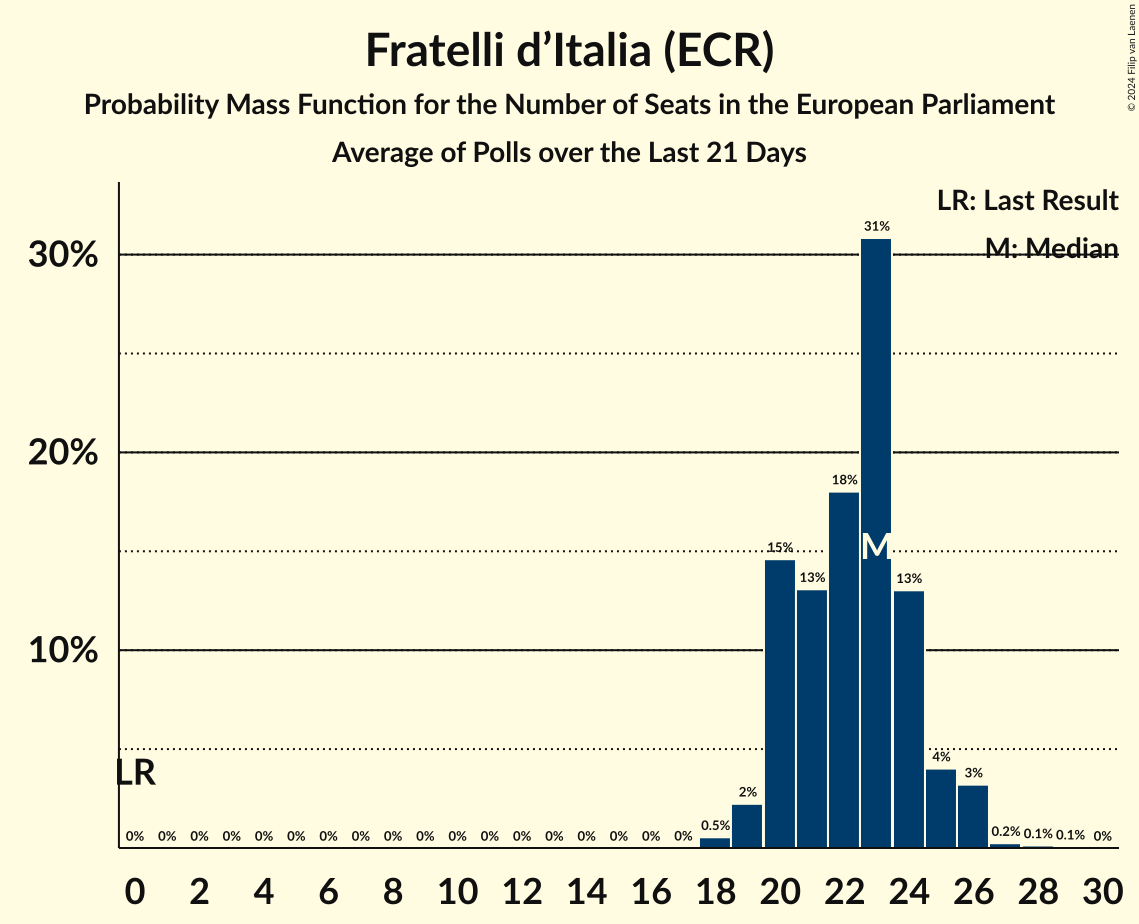 Fratelli d’Italia (ECR)
Probability Mass Function for the Number of Seats in the European Parliament
Average of Polls over the Last 21 Days
© 2024 Filip van Laenen
LR: Last Result
M: Median
30%
20%
10%
31%
18%
15%
13%
13%
M
4%
3%
2%
LR
0% 0% 0% 0% 0% 0% 0% 0% 0% 0% 0% 0% 0% 0% 0% 0% 0% 0% 0.5% 0.2% 0.1% 0.1% 0%
0 2 4 6 8 10 12 14 16 18 20 22 24 26 28 30